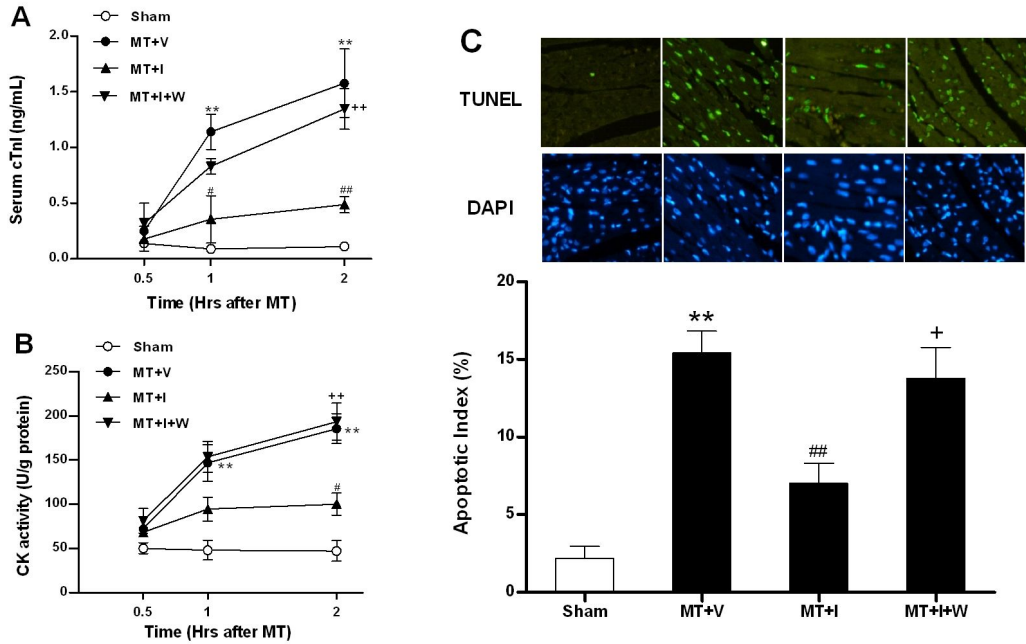 A
Sham
MT+V
MT+I
MT+I+W
2.0
1.5
1.0
0.5
0.0
Serum cTnI (ng/mL)
**
**
++
#
##
0.5 1 2
Time (Hrs after MT)
B
Sham
MT+V
MT+I
MT+I+W
250
200
150
100
50
0
CK activity (U/g protein)
++
**
**
#
0.5 1 2
Time (Hrs after MT)
C
TUNEL
DAPI
20
15
10
5
0
Apoptotic Index (%)
**
##
+
Sham MT+V MT+I MT+I+W